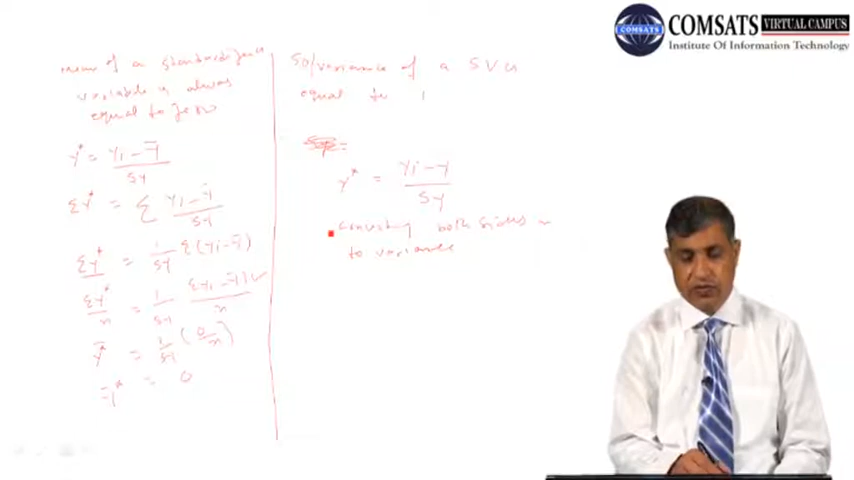 COMSATS VIRTUAL CAMPUS
Institute Of Information Technology
COMSATS
mean of a standardized
variable is always
equal to zero
Y* = Yi - Ȳ / SY
ΣY* = Σ Yi - Ȳ / SY
ΣY* = 1/SY Σ(Yi - Ȳ)
ΣY*/n = 1/SY Σ(Yi - Ȳ)/n
Ȳ* = 1/SY (0/n)
Ȳ* = 0
SD/variance of a SV is
equal to 1
Y* = Yi - Y / SY
Converting both sides in
to variance